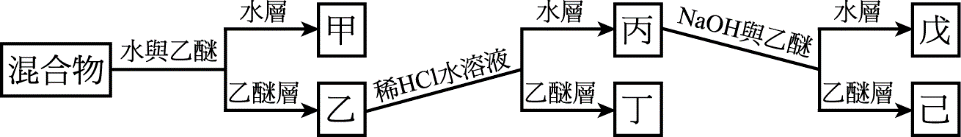 混合物
水與乙醚
水層
甲
乙醚層
乙
稀HCl水溶液
水層
丙
乙醚層
丁
NaOH與乙醚
水層
戊
乙醚層
己